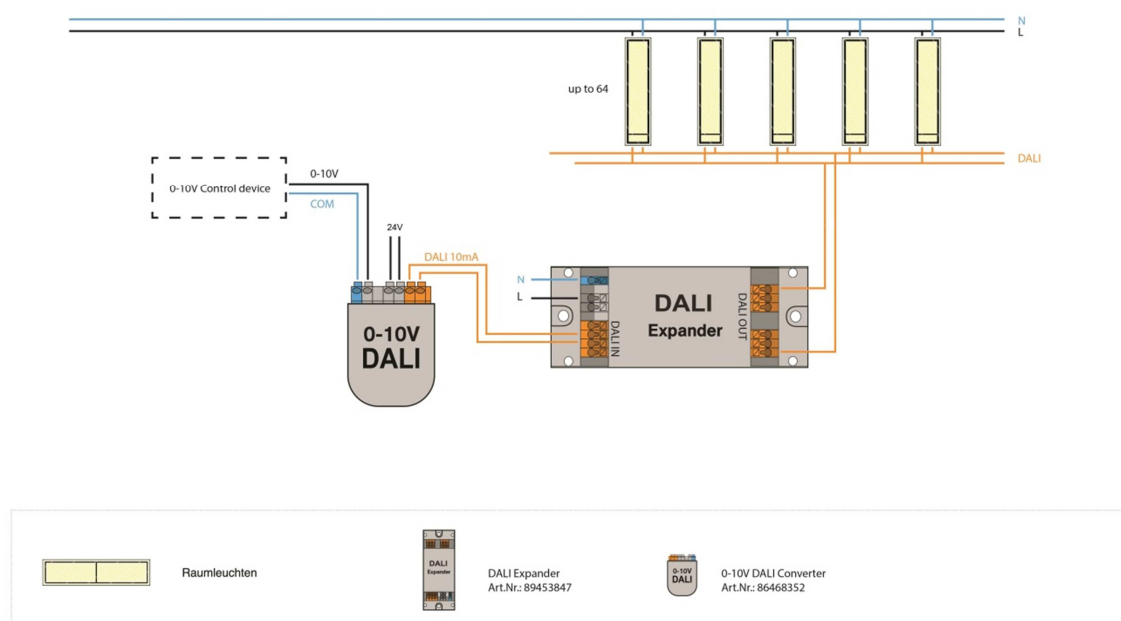 N
L
up to 64
DALI
0-10V Control device
0-10V
COM
24V
DALI 10mA
0-10V
DALI
N
L
DALI IN
DALI
Expander
DALI OUT
Raumleuchten
DALI
Expander
DALI Expander
Art.Nr.: 89453847
0-10V
DALI
0-10V DALI Converter
Art.Nr.: 86468352